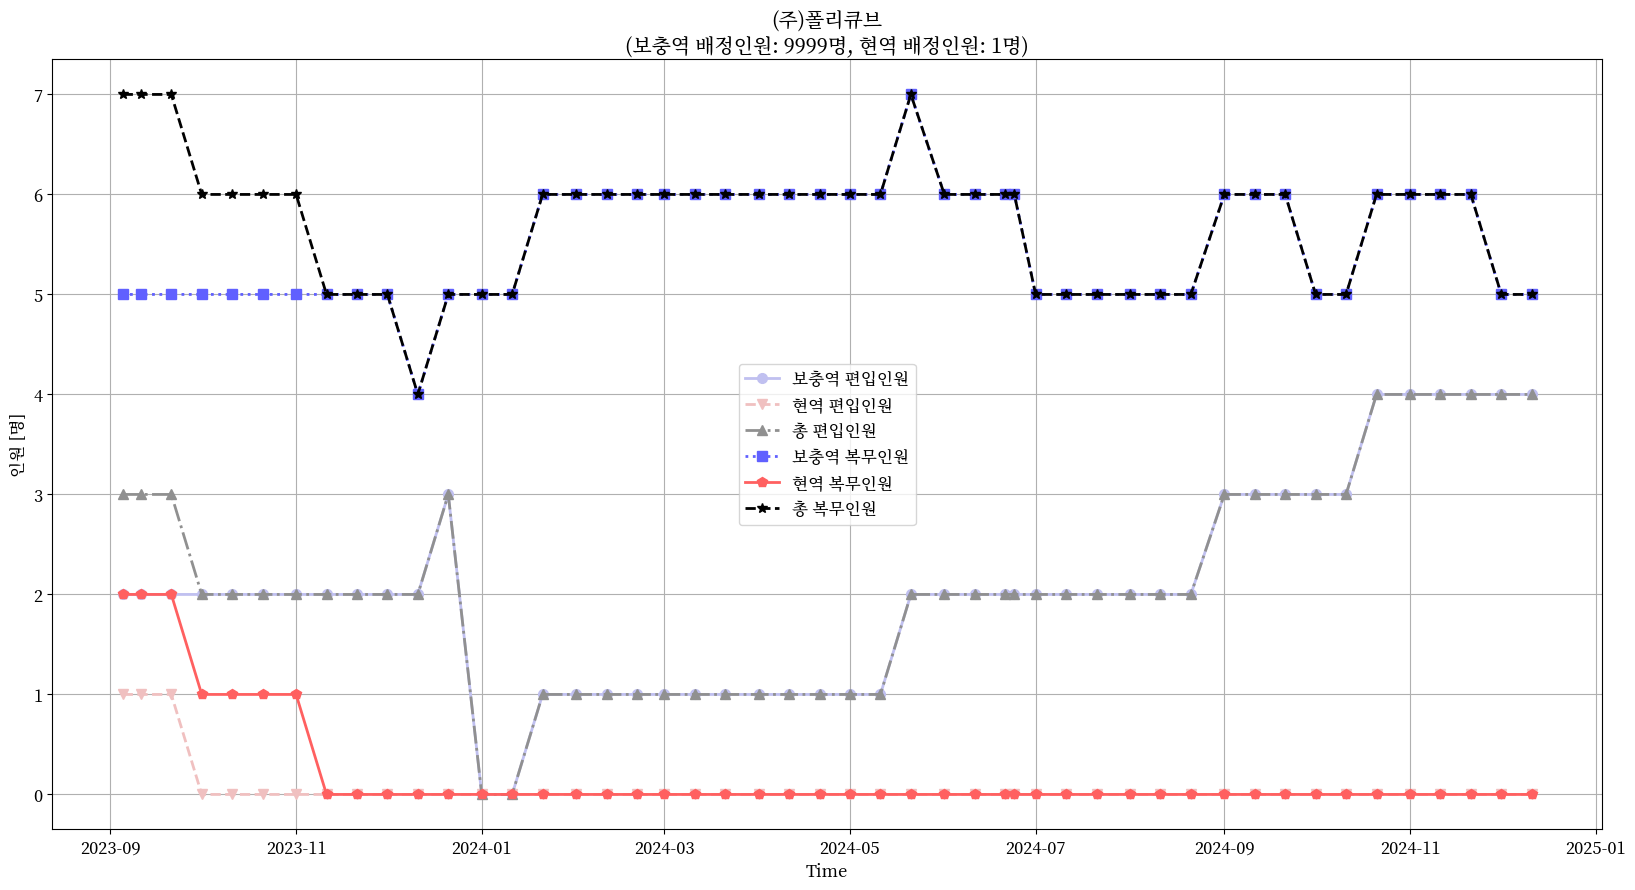 (주)폴리큐브
(보충역 배정인원: 9999명, 현역 배정인원: 1명)
인원 [명]
7
6
5
4
3
2
1
0
보충역 편입인원
현역 편입인원
총 편입인원
보충역 복무인원
현역 복무인원
총 복무인원
2023-09
2023-11
2024-01
2024-03
2024-05
2024-07
2024-09
2024-11
2025-01
Time